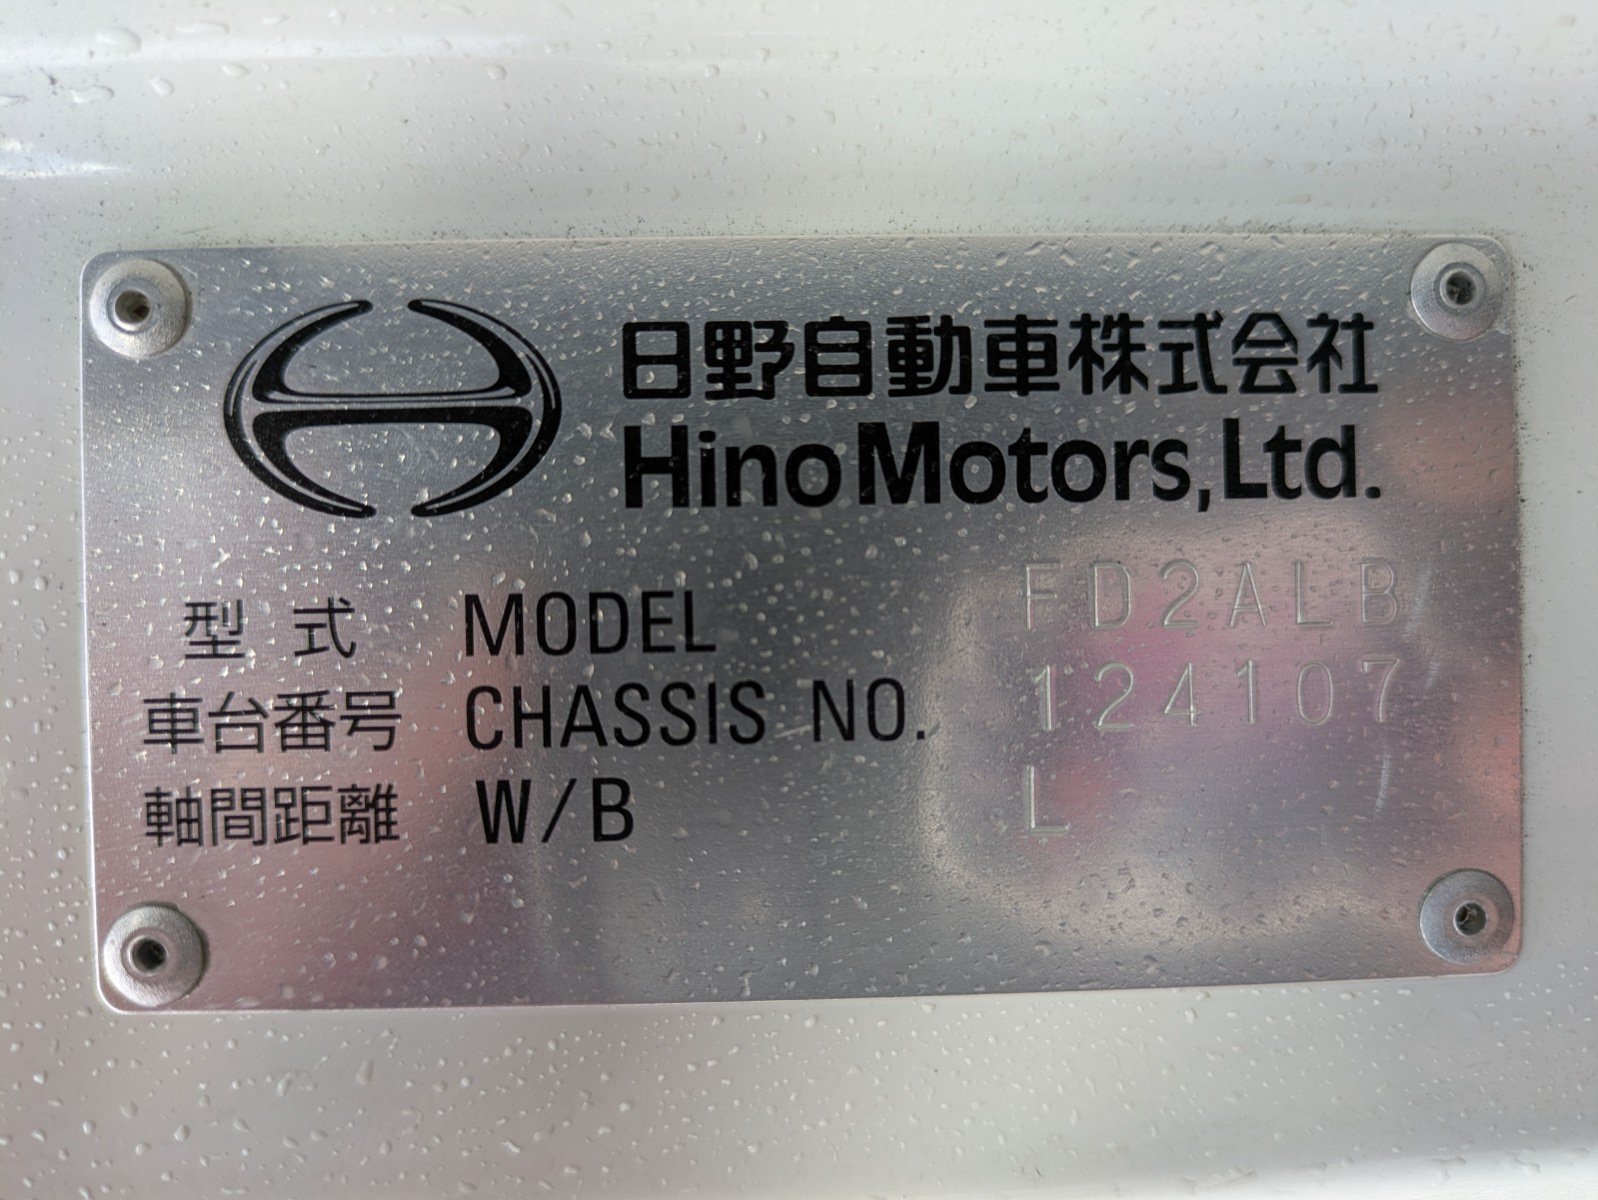 日野自動車株式会社
Hino Motors, Ltd.
型式 MODEL FD2ALB
車台番号 CHASSIS NO. 124107
軸間距離 W/B L